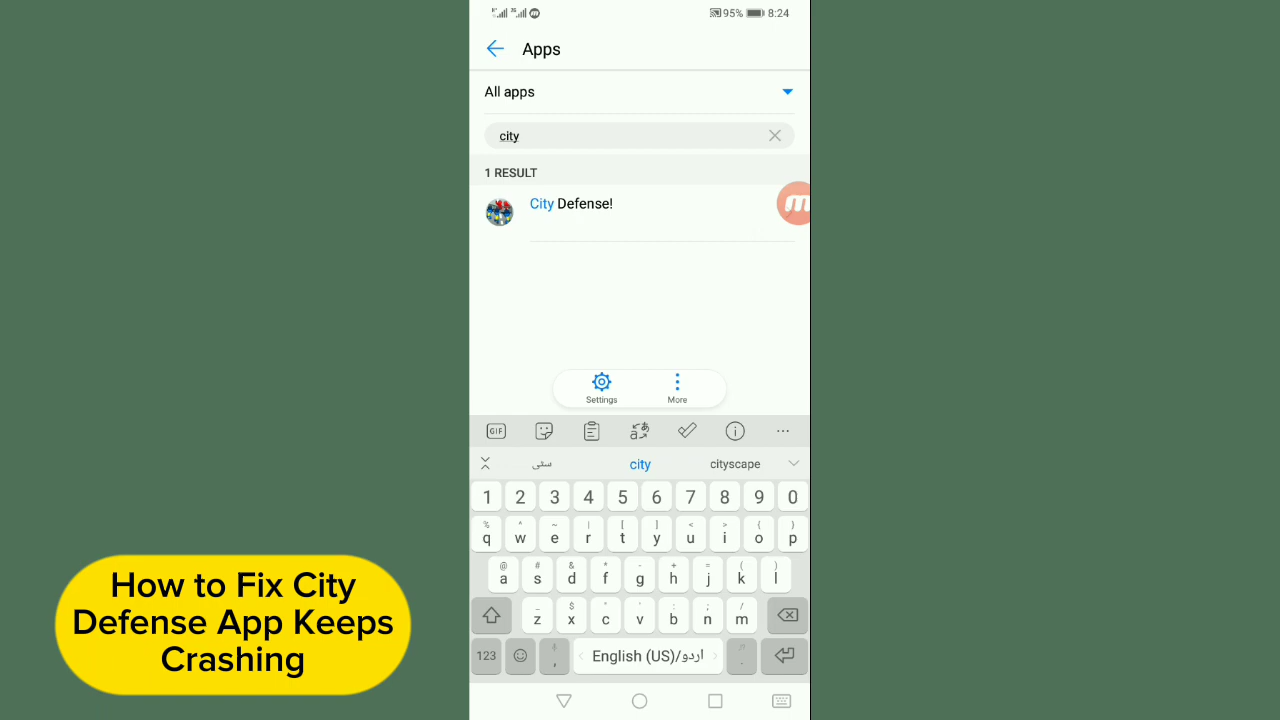 95% 8:24
Apps
All apps
city
1 RESULT
City Defense!
Settings
More
GIF
سٹی city cityscape
1 2 3 4 5 6 7 8 9 0
% ^ ~ | [ ] < > { }
q w e r t y u i o p
@ # & * - + = ( )
a s d f g h j k l
_ $ " ' : ; /
z x c v b n m
123 , English (US)/اردو .
How to Fix City
Defense App Keeps
Crashing